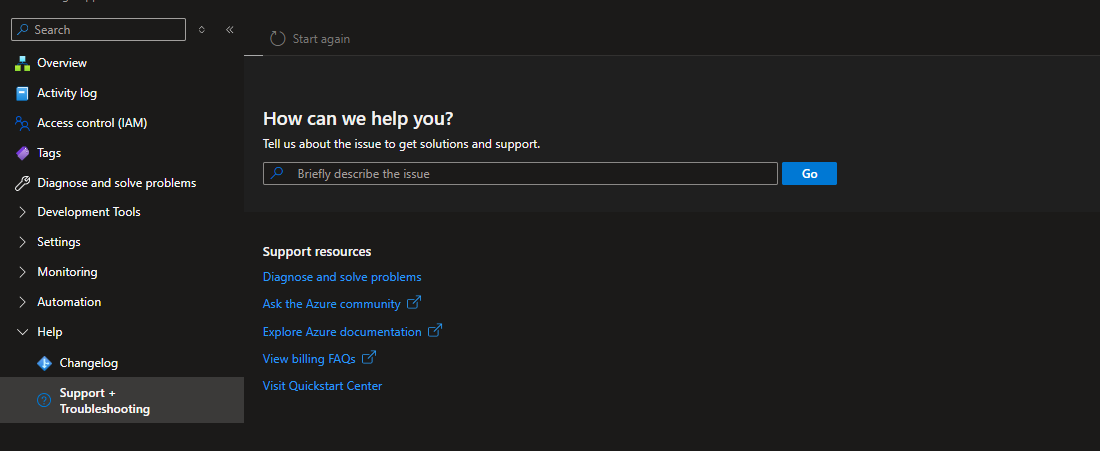 Search
Start again
Overview
Activity log
Access control (IAM)
Tags
Diagnose and solve problems
Development Tools
Settings
Monitoring
Automation
Help
Changelog
Support +
Troubleshooting
How can we help you?
Tell us about the issue to get solutions and support.
Briefly describe the issue
Go
Support resources
Diagnose and solve problems
Ask the Azure community
Explore Azure documentation
View billing FAQs
Visit Quickstart Center